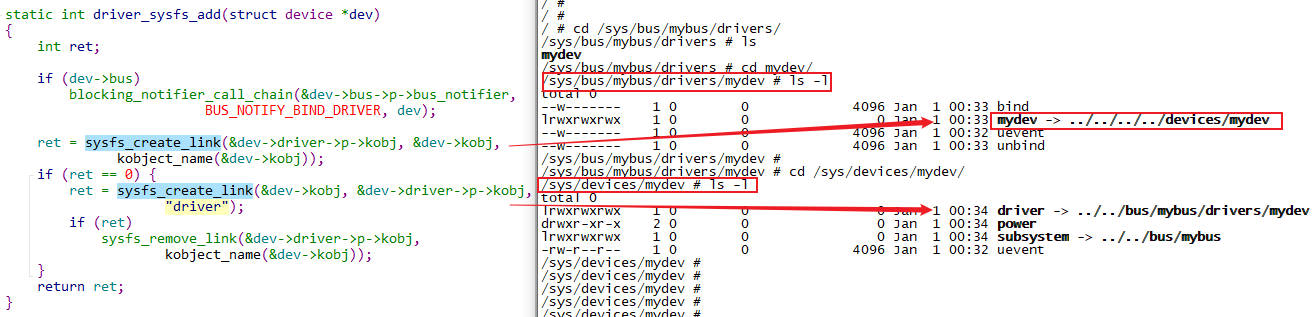 static int driver_sysfs_add(struct device *dev)
{
    int ret;

    if (dev->bus)
        blocking_notifier_call_chain(&dev->bus->p->bus_notifier,
                         BUS_NOTIFY_BIND_DRIVER, dev);

    ret = sysfs_create_link(&dev->driver->p->kobj, &dev->kobj,
              kobject_name(&dev->kobj));
    if (ret == 0) {
        ret = sysfs_create_link(&dev->kobj, &dev->driver->p->kobj,
                    "driver");
        if (ret)
            sysfs_remove_link(&dev->driver->p->kobj,
                    kobject_name(&dev->kobj));
    }
    return ret;
}
/ #
/ #
/ # cd /sys/bus/mybus/drivers/
/sys/bus/mybus/drivers # ls
mydev
/sys/bus/mybus/drivers # cd mydev/
/sys/bus/mybus/drivers/mydev # ls -l
total 0
--w-------    1 0        0             4096 Jan  1 00:33 bind
lrwxrwxrwx    1 0        0                0 Jan  1 00:33 mydev -> ../../../../devices/mydev
--w-------    1 0        0             4096 Jan  1 00:32 uevent
--w-------    1 0        0             4096 Jan  1 00:33 unbind
/sys/bus/mybus/drivers/mydev #
/sys/bus/mybus/drivers/mydev # cd /sys/devices/mydev/
/sys/devices/mydev # ls -l
total 0
lrwxrwxrwx    1 0        0                0 Jan  1 00:34 driver -> ../../bus/mybus/drivers/mydev
drwxr-xr-x    2 0        0                0 Jan  1 00:34 power
lrwxrwxrwx    1 0        0                0 Jan  1 00:34 subsystem -> ../../bus/mybus
-rw-r--r--    1 0        0             4096 Jan  1 00:32 uevent
/sys/devices/mydev #
/sys/devices/mydev #
/sys/devices/mydev #
/sys/devices/mydev #
/sys/devices/mydev #